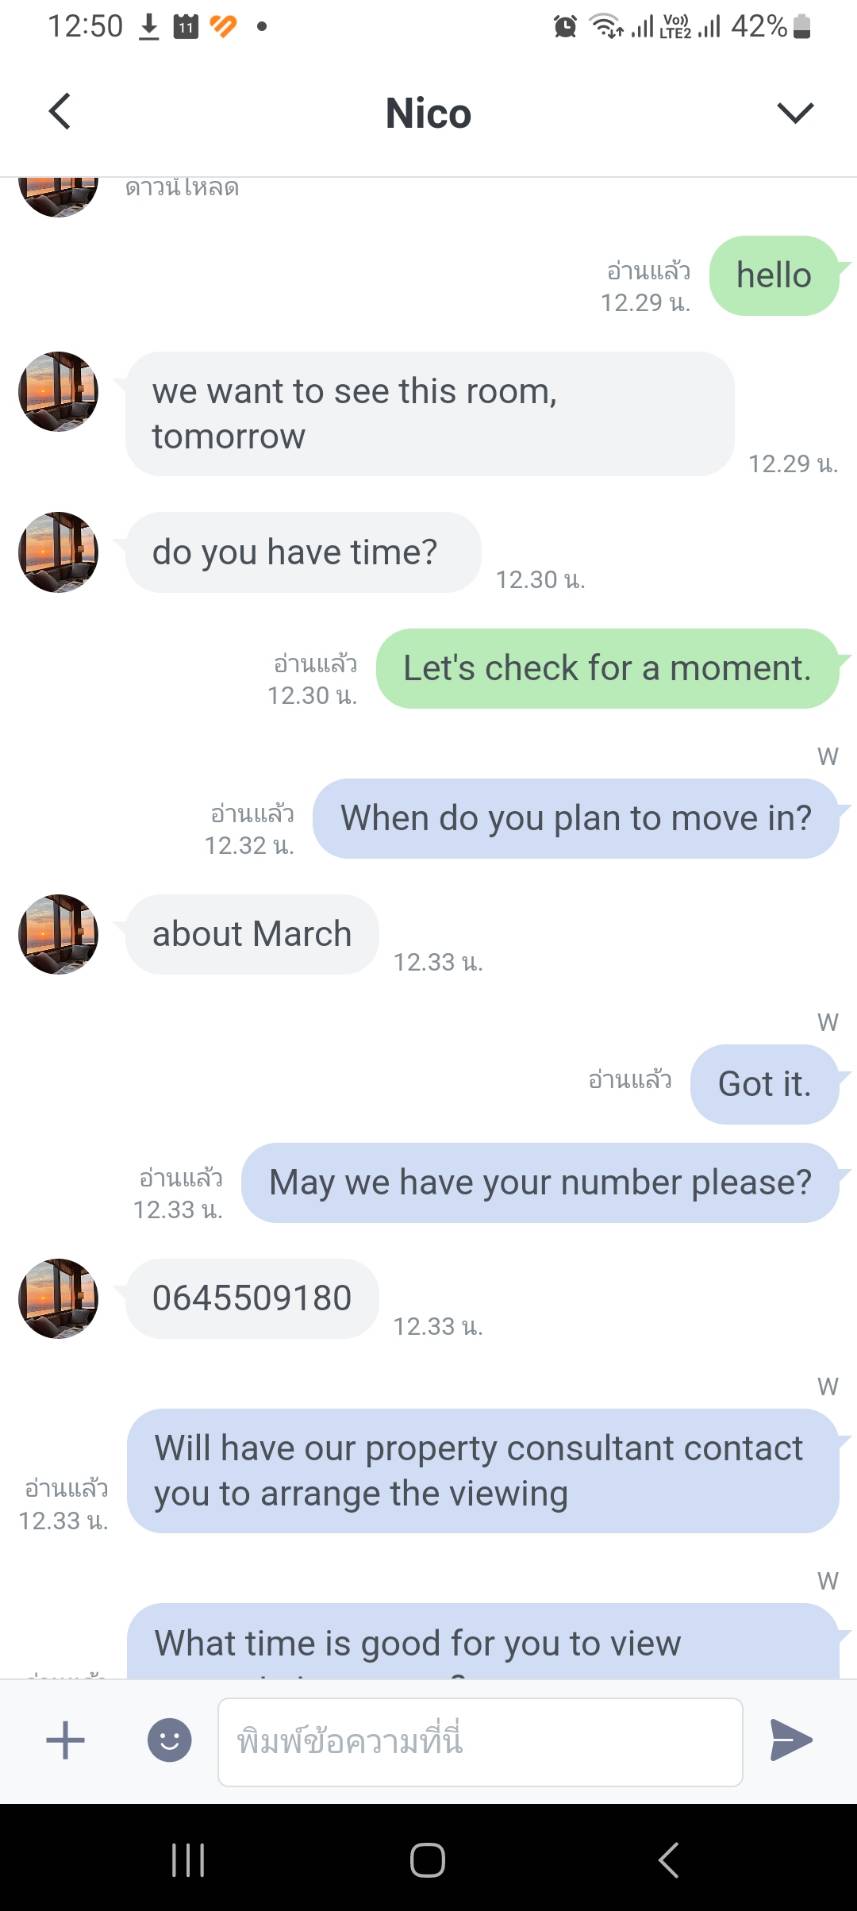 12:50
11
Vo))
LTE2
42%
Nico
ดาวน์โหลด
อ่านแล้ว
12.29 น.
hello
we want to see this room,
tomorrow
12.29 น.
do you have time?
12.30 น.
อ่านแล้ว
12.30 น.
Let's check for a moment.
W
อ่านแล้ว
12.32 น.
When do you plan to move in?
about March
12.33 น.
W
อ่านแล้ว
Got it.
อ่านแล้ว
12.33 น.
May we have your number please?
0645509180
12.33 น.
W
อ่านแล้ว
12.33 น.
Will have our property consultant contact
you to arrange the viewing
W
What time is good for you to view
พิมพ์ข้อความที่นี่